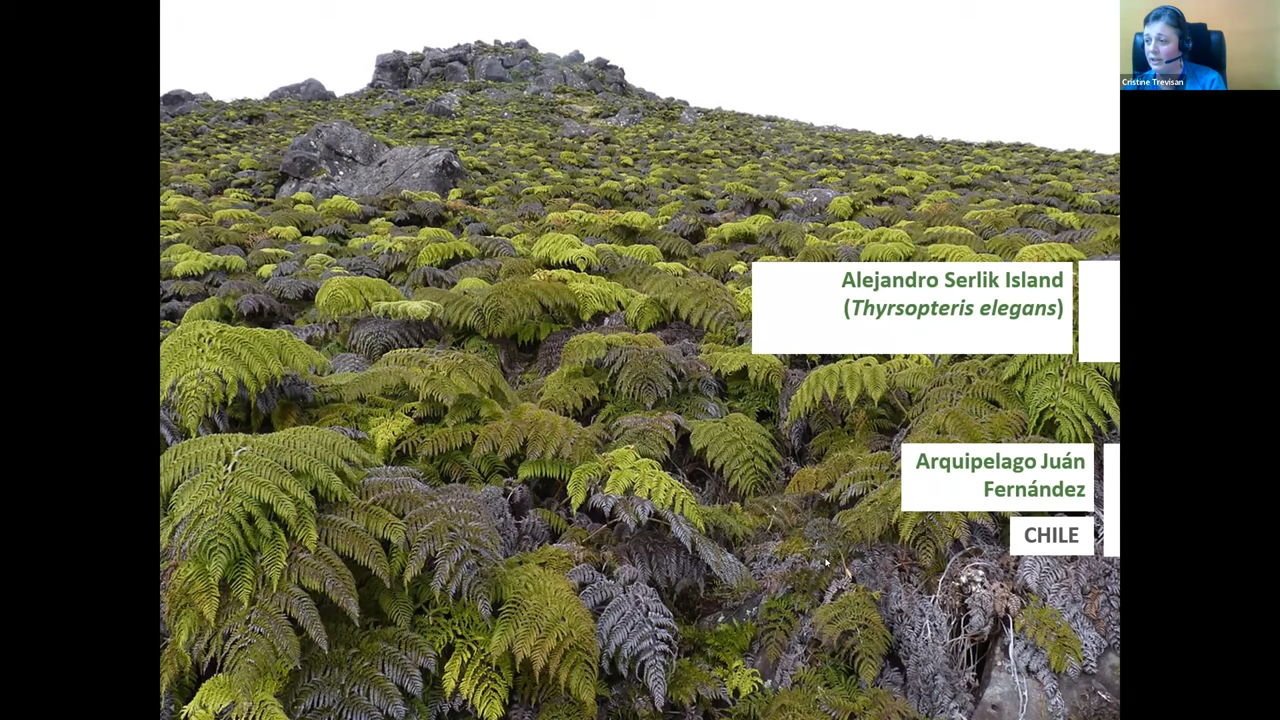 Cristine Trevisan
Alejandro Serlik Island
(Thyrsopteris elegans)
Arquipelago Juán
Fernández
CHILE